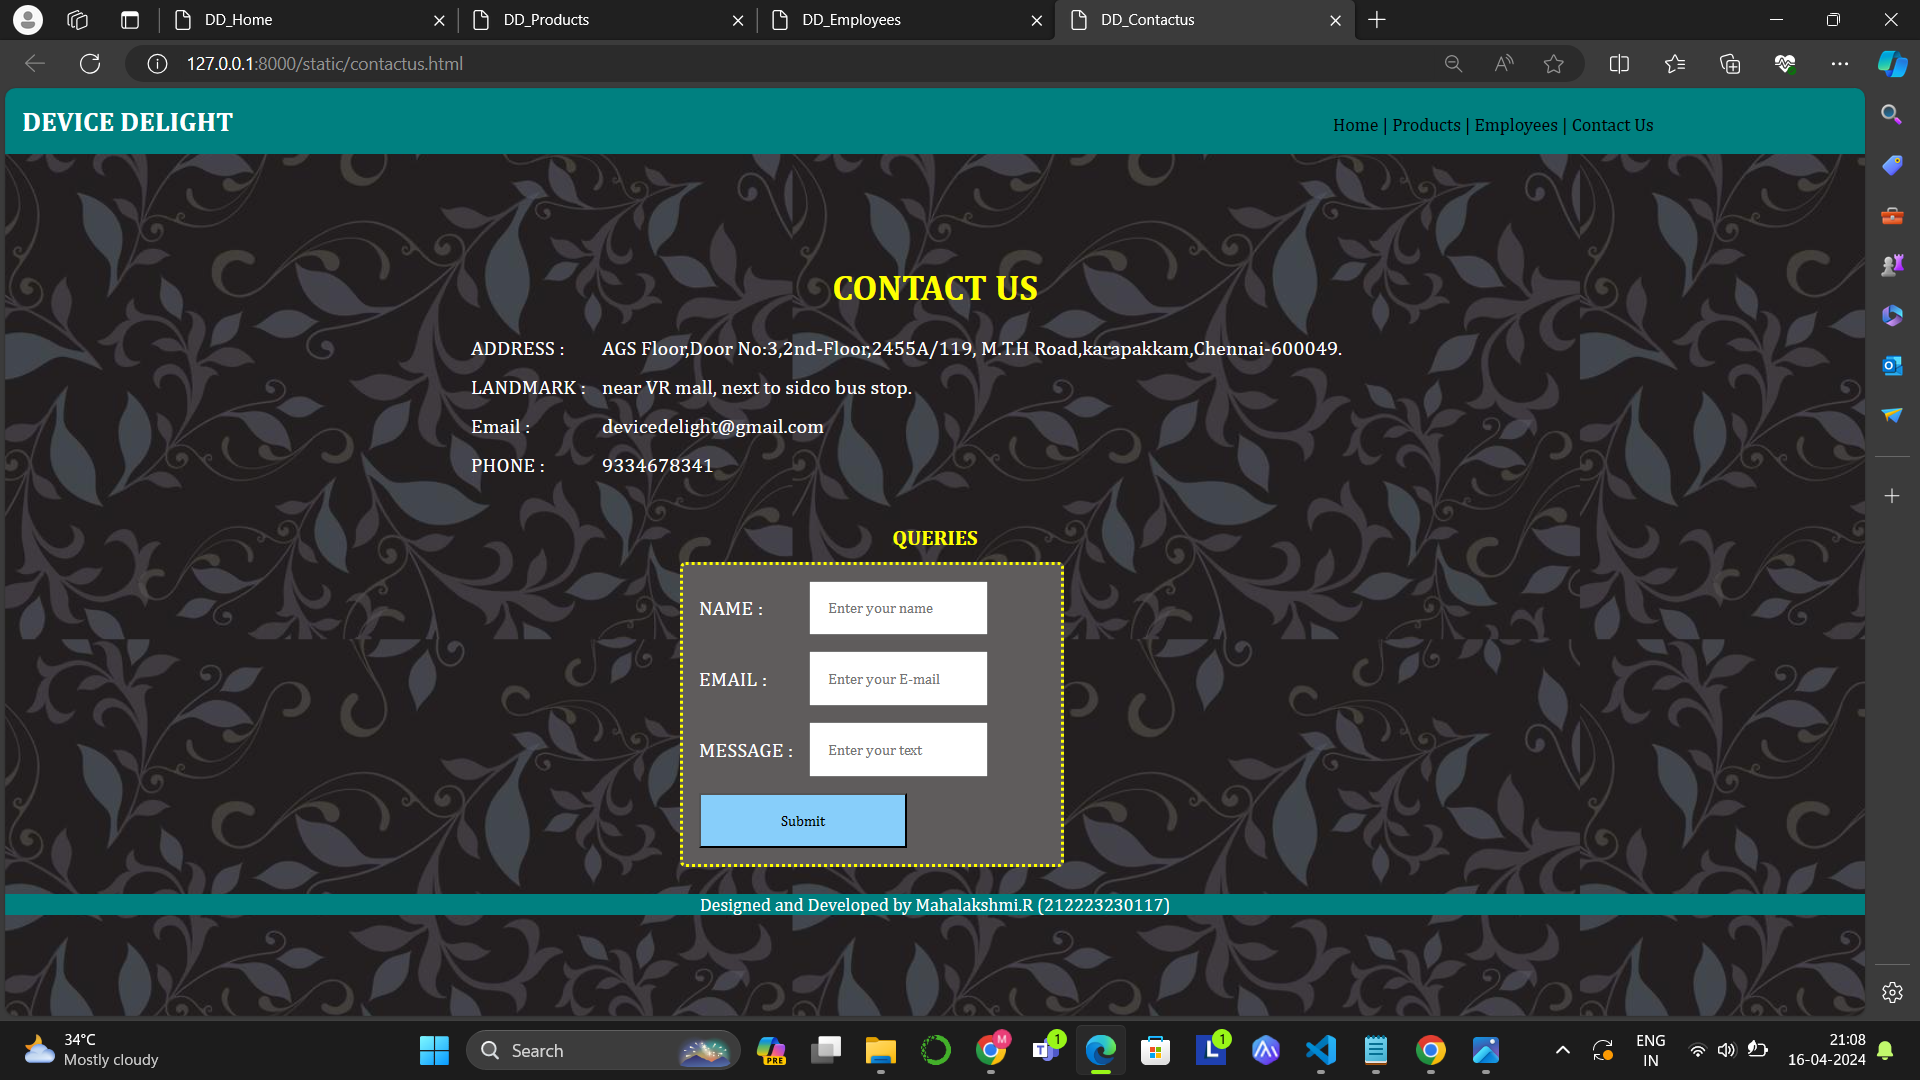 DD_Home
DD_Products
DD_Employees
DD_Contactus
127.0.0.1:8000/static/contactus.html
DEVICE DELIGHT
Home | Products | Employees | Contact Us
CONTACT US
ADDRESS : AGS Floor,Door No:3,2nd-Floor,2455A/119, M.T.H Road,karapakkam,Chennai-600049.
LANDMARK : near VR mall, next to sidco bus stop.
Email : devicedelight@gmail.com
PHONE : 9334678341
QUERIES
NAME : Enter your name
EMAIL : Enter your E-mail
MESSAGE : Enter your text
Submit
Designed and Developed by Mahalakshmi.R (212223230117)
34°C
Mostly cloudy
Search
PRE
M
T
1
L
1
ENG
IN
21:08
16-04-2024